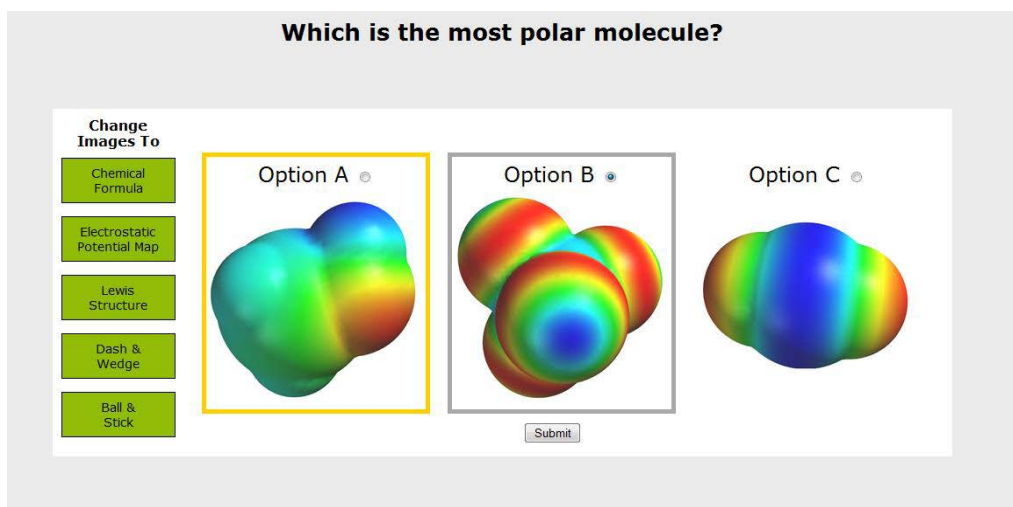 Which is the most polar molecule?
Change
Images To
Chemical
Formula
Electrostatic
Potential Map
Lewis
Structure
Dash &
Wedge
Ball &
Stick
Option A
Option B
Option C
Submit